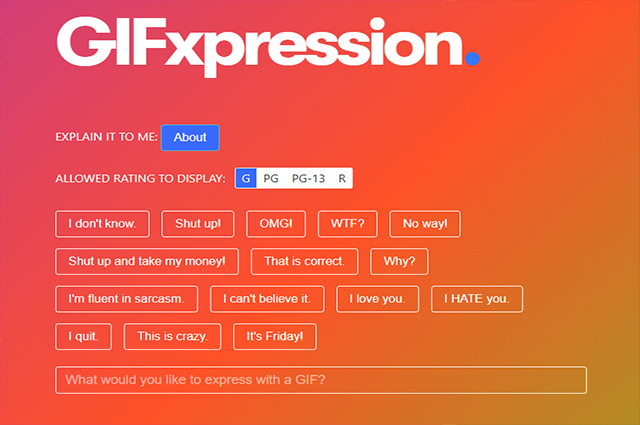 GIFxpression.
EXPLAIN IT TO ME: About
ALLOWED RATING TO DISPLAY: G PG PG-13 R
I don't know. Shut up! OMG! WTF? No way!
Shut up and take my money! That is correct. Why?
I'm fluent in sarcasm. I can't believe it. I love you. I HATE you.
I quit. This is crazy. It's Friday!
What would you like to express with a GIF?